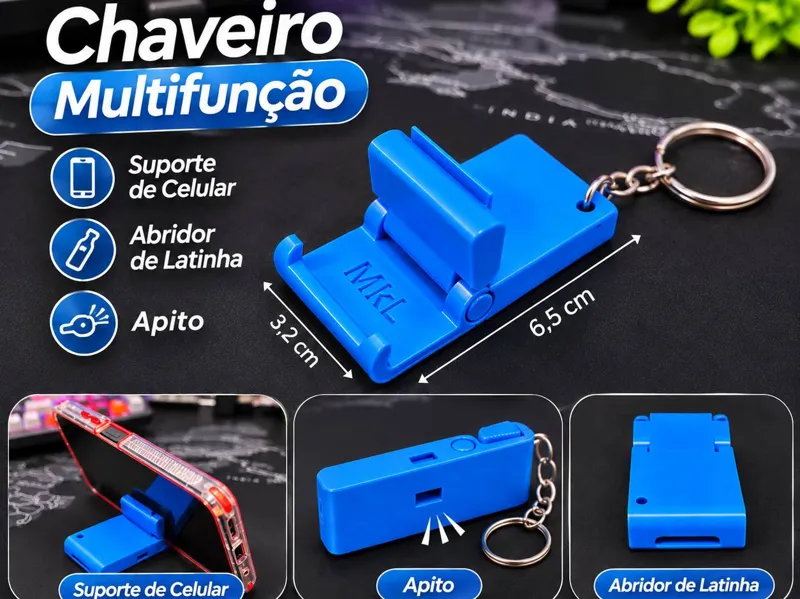 Chaveiro
Multifunção
Suporte
de Celular
Abridor
de Latinha
Apito
INDIA
MkL
3,2 cm
6,5 cm
Suporte de Celular
Apito
Abridor de Latinha